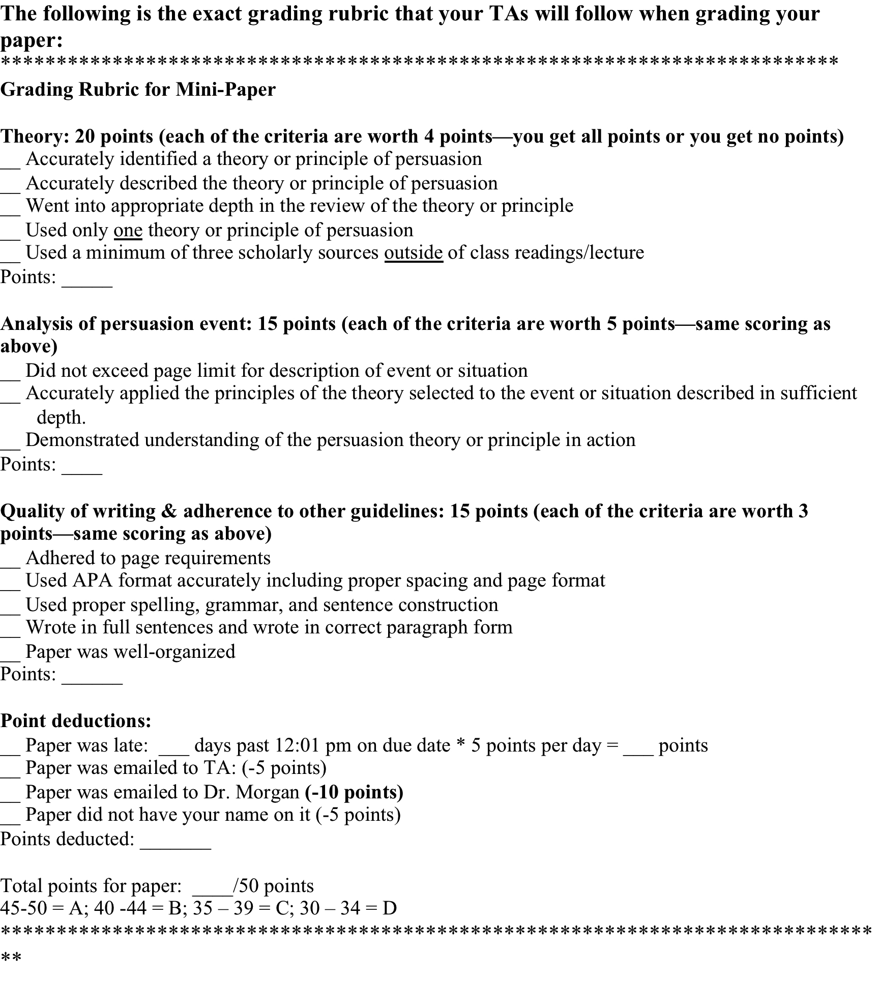 The following is the exact grading rubric that your TAs will follow when grading your
paper:
***************************************************************************
Grading Rubric for Mini-Paper
Theory: 20 points (each of the criteria are worth 4 points—you get all points or you get no points)
__ Accurately identified a theory or principle of persuasion
__ Accurately described the theory or principle of persuasion
__ Went into appropriate depth in the review of the theory or principle
__ Used only one theory or principle of persuasion
__ Used a minimum of three scholarly sources outside of class readings/lecture
Points: _____
Analysis of persuasion event: 15 points (each of the criteria are worth 5 points—same scoring as
above)
__ Did not exceed page limit for description of event or situation
__ Accurately applied the principles of the theory selected to the event or situation described in sufficient
depth.
__ Demonstrated understanding of the persuasion theory or principle in action
Points: ____
Quality of writing & adherence to other guidelines: 15 points (each of the criteria are worth 3
points—same scoring as above)
__ Adhered to page requirements
__ Used APA format accurately including proper spacing and page format
__ Used proper spelling, grammar, and sentence construction
__ Wrote in full sentences and wrote in correct paragraph form
__ Paper was well-organized
Points: ______
Point deductions:
__ Paper was late: ___ days past 12:01 pm on due date * 5 points per day = ___ points
__ Paper was emailed to TA: (-5 points)
__ Paper was emailed to Dr. Morgan (-10 points)
__ Paper did not have your name on it (-5 points)
Points deducted: _______
Total points for paper: ____/50 points
45-50 = A; 40 -44 = B; 35 – 39 = C; 30 – 34 = D
******************************************************************************
**